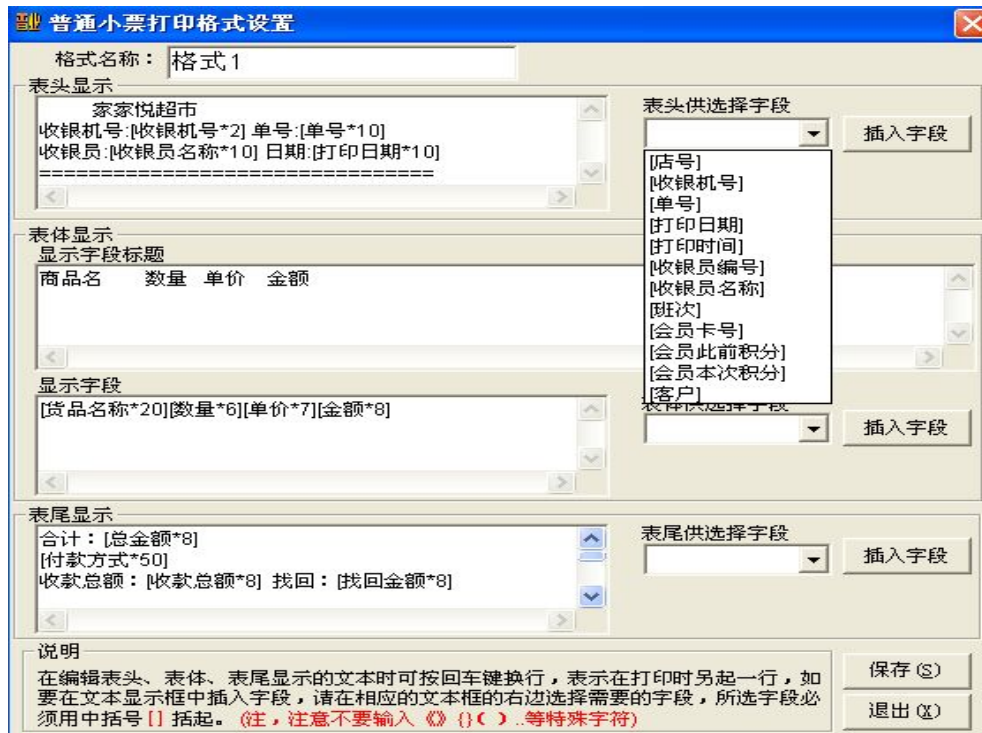 普通小票打印格式设置
格式名称： 格式1
表头显示
家家悦超市
收银机号:[收银机号*2] 单号:[单号*10]
收银员:[收银员名称*10] 日期:[打印日期*10]
==================================
表头供选择字段
插入字段
[店号]
[收银机号]
[单号]
[打印日期]
[打印时间]
[收银员编号]
[收银员名称]
[班次]
[会员卡号]
[会员此前积分]
[会员本次积分]
[客户]
表体显示
显示字段标题
商品名 数量 单价 金额
显示字段
[货品名称*20][数量*6][单价*7][金额*8]
表体供选择字段
插入字段
表尾显示
合计：[总金额*8]
[付款方式*50]
收款总额：[收款总额*8] 找回：[找回金额*8]
表尾供选择字段
插入字段
说明
在编辑表头、表体、表尾显示的文本时可按回车键换行，表示在打印时另起一行，如
要在文本显示框中插入字段，请在相应的文本框的右边选择需要的字段，所选字段必
须用中括号[]括起。(注，注意不要输入《》{}()..等特殊字符)
保存(S)
退出(X)